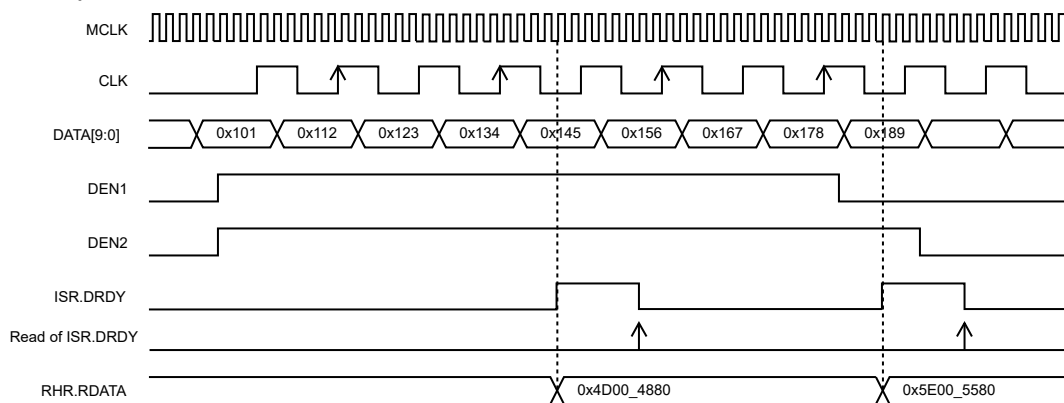 MCLK
CLK
DATA[9:0] 0x101 0x112 0x123 0x134 0x145 0x156 0x167 0x178 0x189
DEN1
DEN2
ISR.DRDY
Read of ISR.DRDY
RHR.RDATA 0x4D00_4880 0x5E00_5580